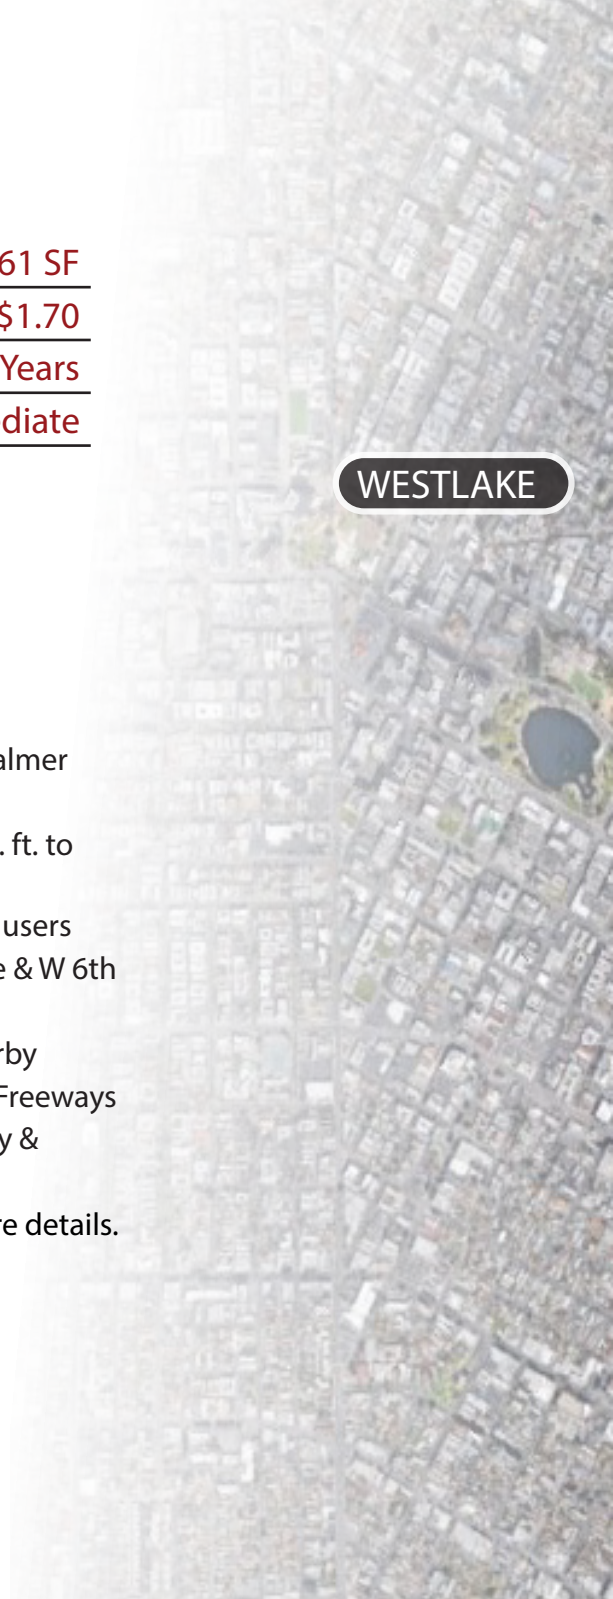 61 SF
$1.70
Years
diate
WESTLAKE
almer
. ft. to
users
e & W 6th
rby
Freeways
y &
re details.